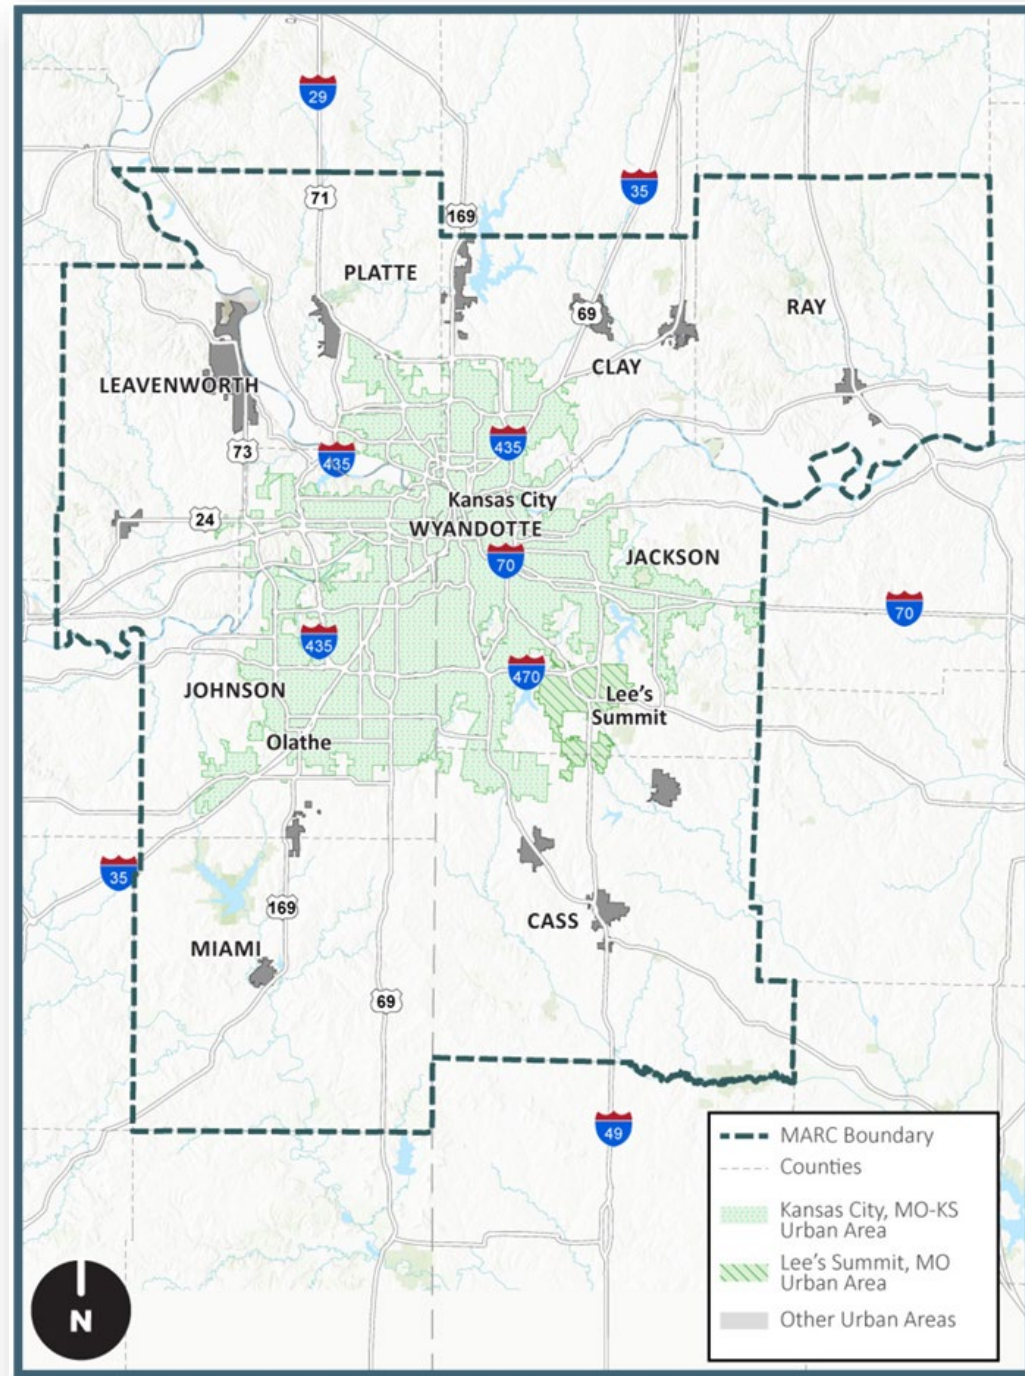 29
35
71
169
PLATTE
RAY
69
CLAY
LEAVENWORTH
73
435
435
Kansas City
24
WYANDOTTE
JACKSON
70
70
435
470
JOHNSON
Lee's
Summit
Olathe
35
169
CASS
MIAMI
69
49
MARC Boundary
Counties
Kansas City, MO-KS
Urban Area
Lee's Summit, MO
Urban Area
Other Urban Areas
N